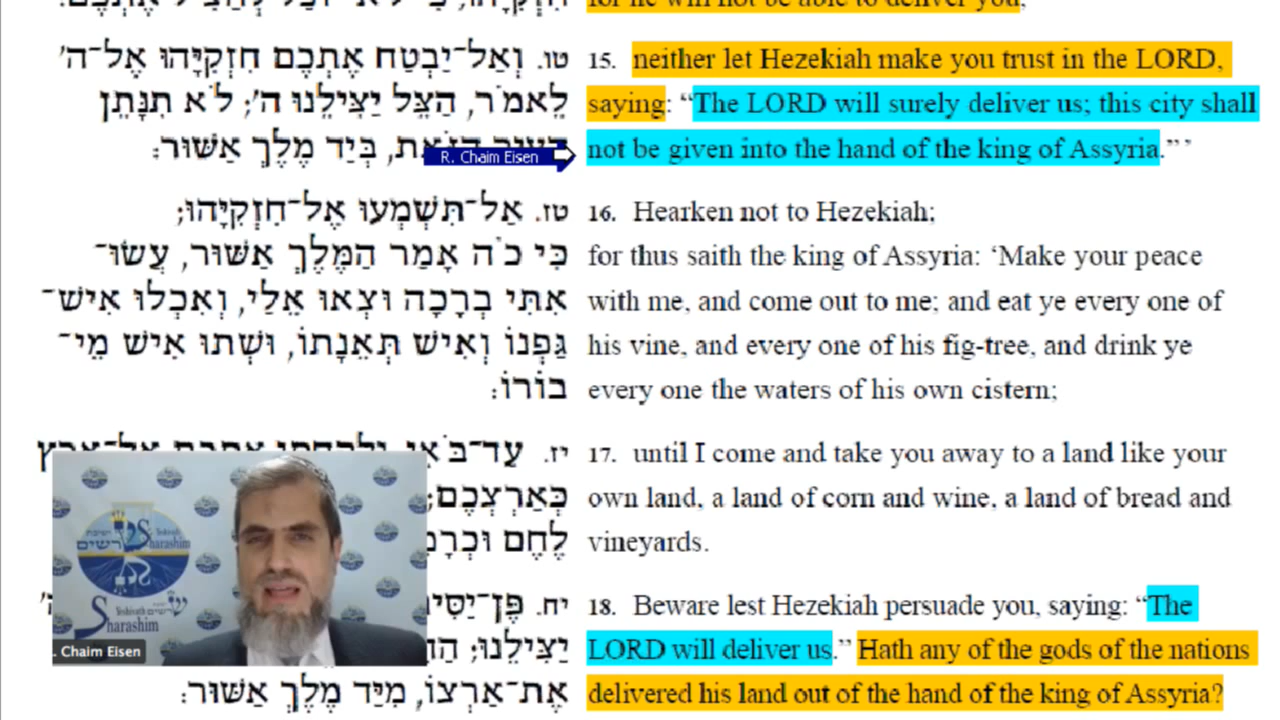 for he will not be able to deliver you;
טו. וְאַל־יַבְטַח אֶתְכֶם חִזְקִיָּהוּ אֶל־ה'
לֵאמֹר, הַצֵּל יַצִּילֵנוּ ה'; לֹא תִנָּתֵן
בְּיַד מֶלֶךְ אַשּׁוּר:
15. neither let Hezekiah make you trust in the LORD,
saying: “The LORD will surely deliver us; this city shall
not be given into the hand of the king of Assyria.” ’
R. Chaim Eisen
טז. אַל־תִּשְׁמְעוּ אֶל־חִזְקִיָּהוּ;
כִּי כֹה אָמַר הַמֶּלֶךְ אַשּׁוּר, עֲשׂוּ־
אִתִּי בְרָכָה וּצְאוּ אֵלַי, וְאִכְלוּ אִישׁ־
גַּפְנוֹ וְאִישׁ תְּאֵנָתוֹ, וּשְׁתוּ אִישׁ מֵי־
בוֹרוֹ:
16. Hearken not to Hezekiah;
for thus saith the king of Assyria: ‘Make your peace
with me, and come out to me; and eat ye every one of
his vine, and every one of his fig-tree, and drink ye
every one the waters of his own cistern;
יז. עַד־בֹּאִי
כְּאַרְצְכֶם;
לֶחֶם
17. until I come and take you away to a land like your
own land, a land of corn and wine, a land of bread and
vineyards.
יח. פֶּן־
יַצִּילֵנוּ;
אֶת־אַרְצוֹ, מִיַּד מֶלֶךְ אַשּׁוּר:
18. Beware lest Hezekiah persuade you, saying: “The
LORD will deliver us.” Hath any of the gods of the nations
delivered his land out of the hand of the king of Assyria?
ישיבת
שרשים
Yeshivath
Sharashim
Yeshivath
Sharashim
. Chaim Eisen